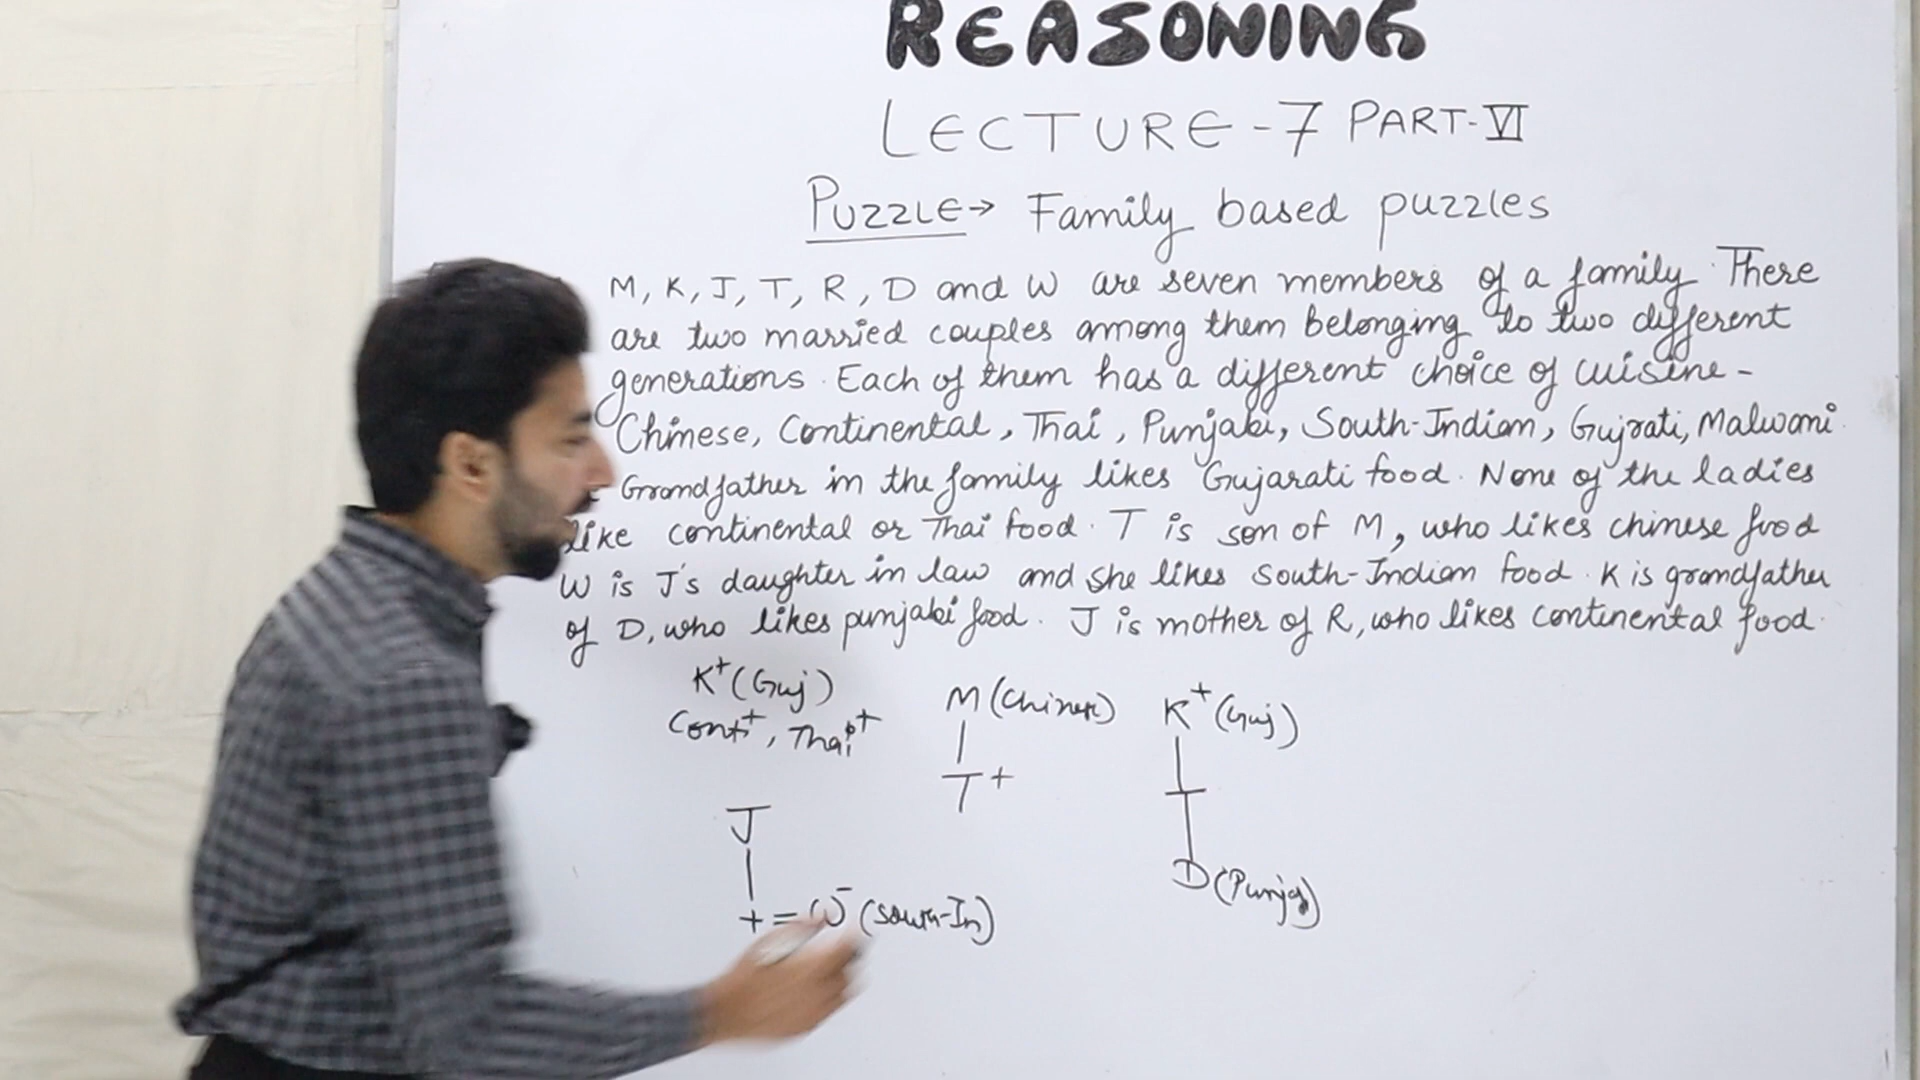 REASONING
LECTURE-7 PART-VI
PUZZLE→ Family based puzzles
M, K, J, T, R, D and W are seven members of a family. There
are two married couples among them belonging to two different
generations. Each of them has a different choice of cuisine-
Chinese, Continental, Thai, Punjabi, South-Indian, Gujrati, Malwani.
Grandfather in the family likes Gujarati food. None of the ladies
like continental or Thai food. T is son of M, who likes chinese food
W is J's daughter in law and she likes South-Indian food. K is grandfather
of D, who likes punjabi food. J is mother of R, who likes continental food.
K+(Guj)
Conti+, Thai+
M(Chinese)
T+
K+(Guj)
D(Punja)
J
+=W-(South-In)